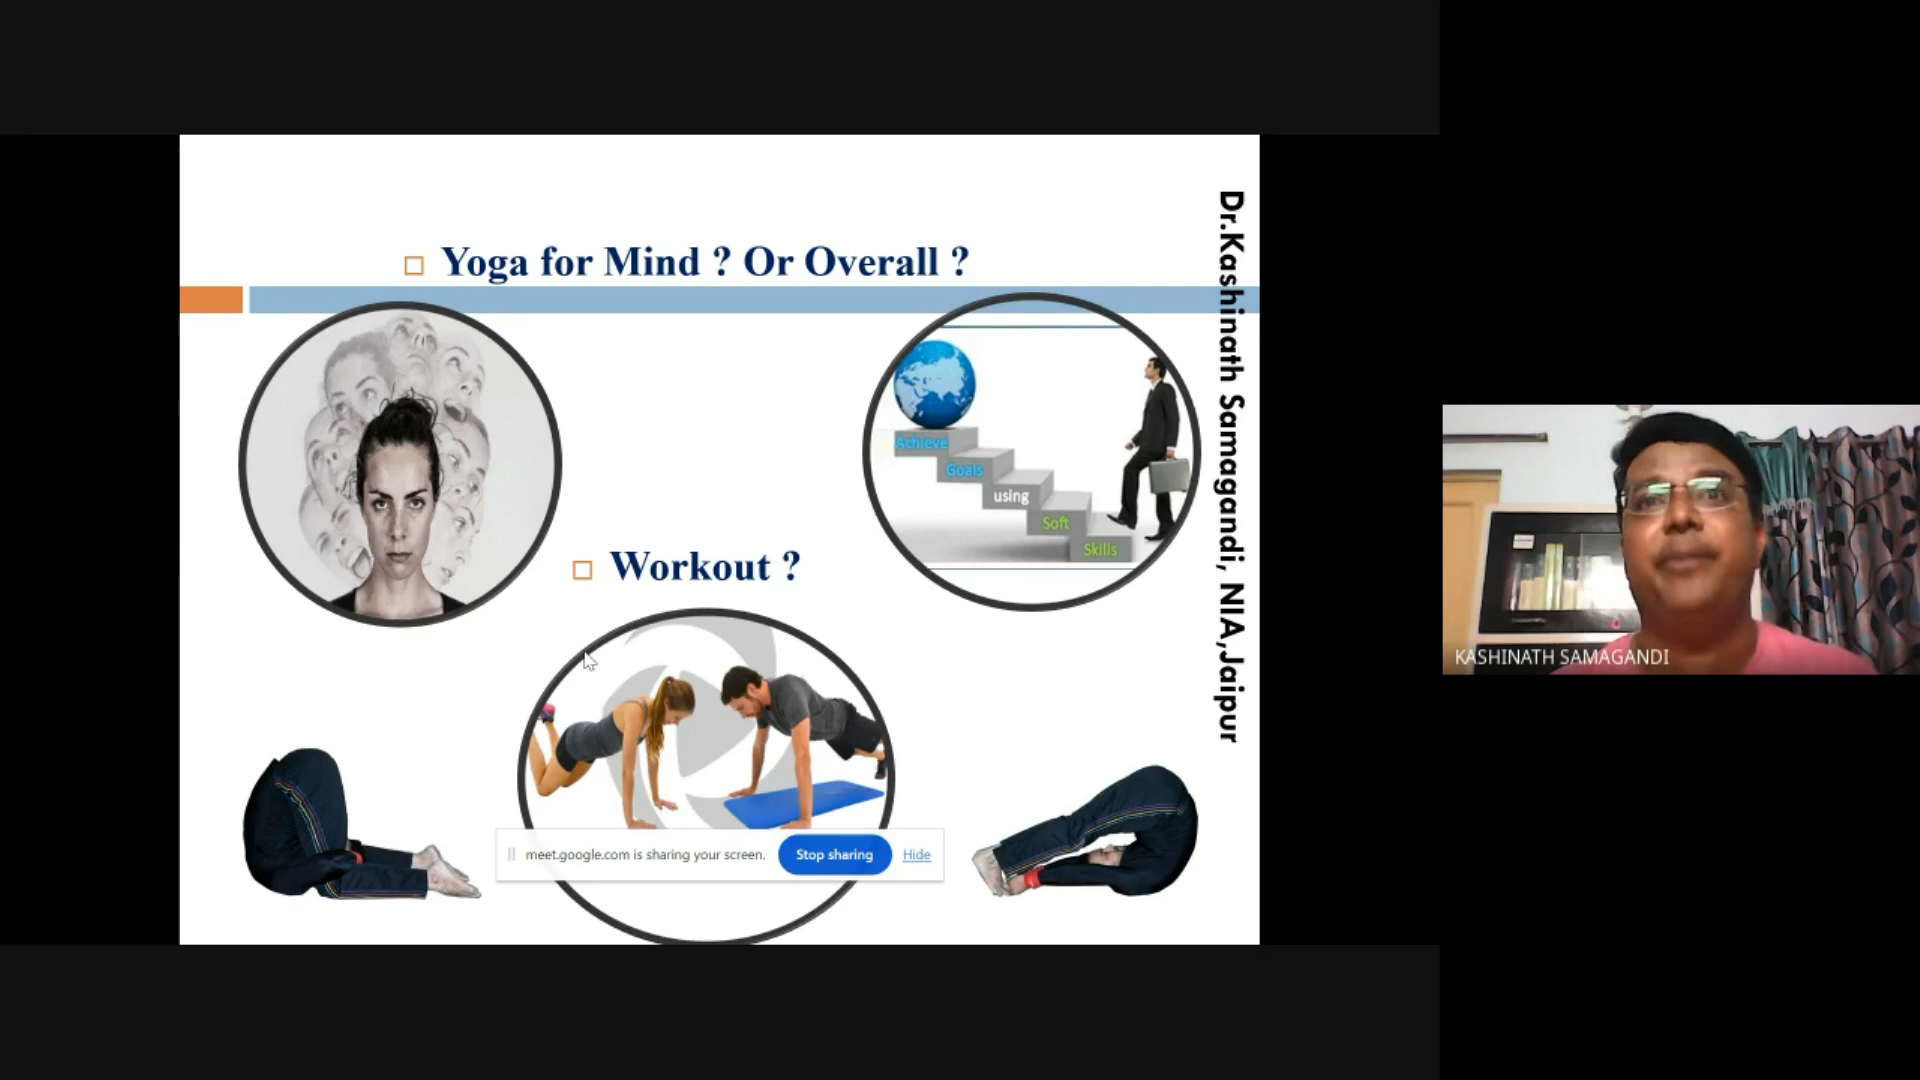 Yoga for Mind ? Or Overall ?
Achieve
Goals
using
Soft
Skills
Workout ?
Dr.Kashinath Samagandi, NIA,Jaipur
meet.google.com is sharing your screen.
Stop sharing
Hide
KASHINATH SAMAGANDI